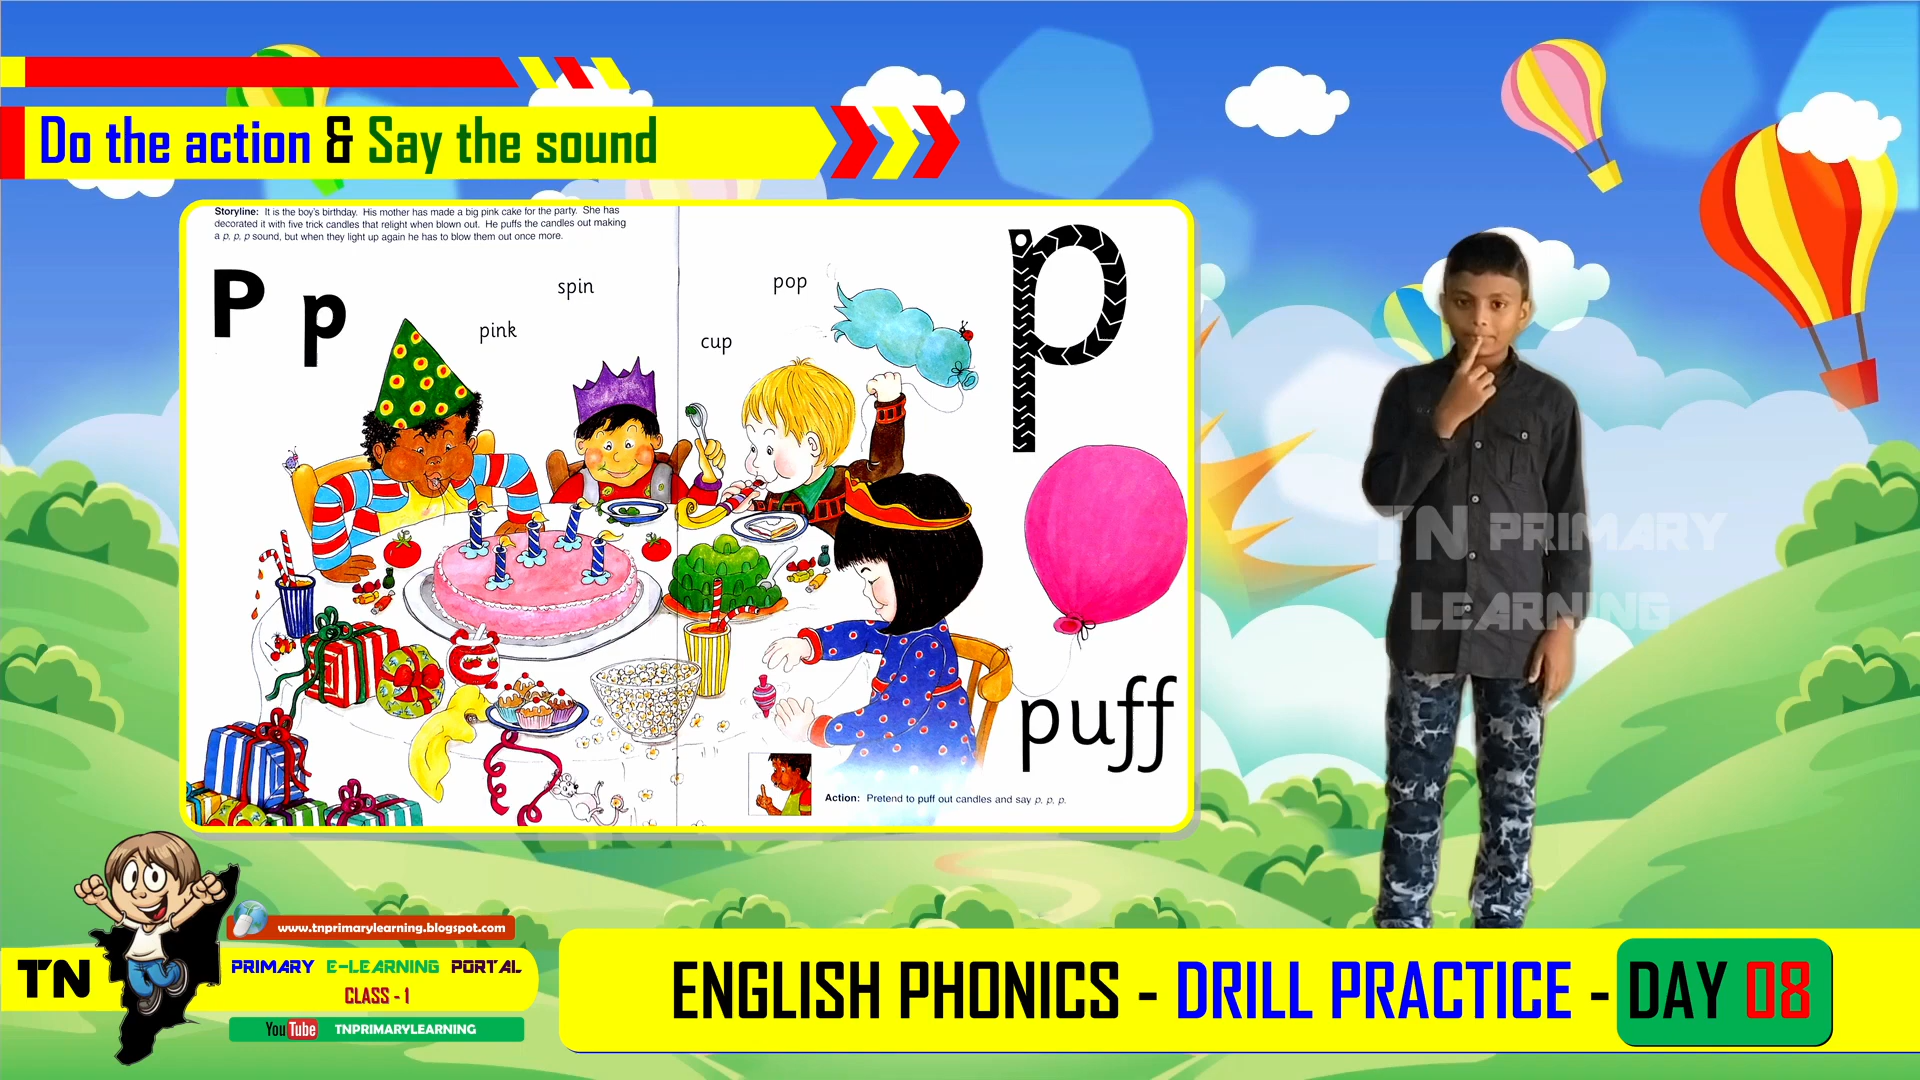 Do the action & Say the sound
Storyline: It is the boy's birthday. His mother has made a big pink cake for the party. She has
decorated it with five trick candles that relight when blown out. He puffs the candles out making
a p, p, p sound, but when they light up again he has to blow them out once more.
P p
spin
pink
pop
cup
p
puff
Action: Pretend to puff out candles and say p, p, p.
TN PRIMARY
LEARNING
www.tnprimarylearning.blogspot.com
TN
PRIMARY E-LEARNING PORTAL
CLASS - 1
YouTube TNPRIMARYLEARNING
ENGLISH PHONICS - DRILL PRACTICE - DAY 08